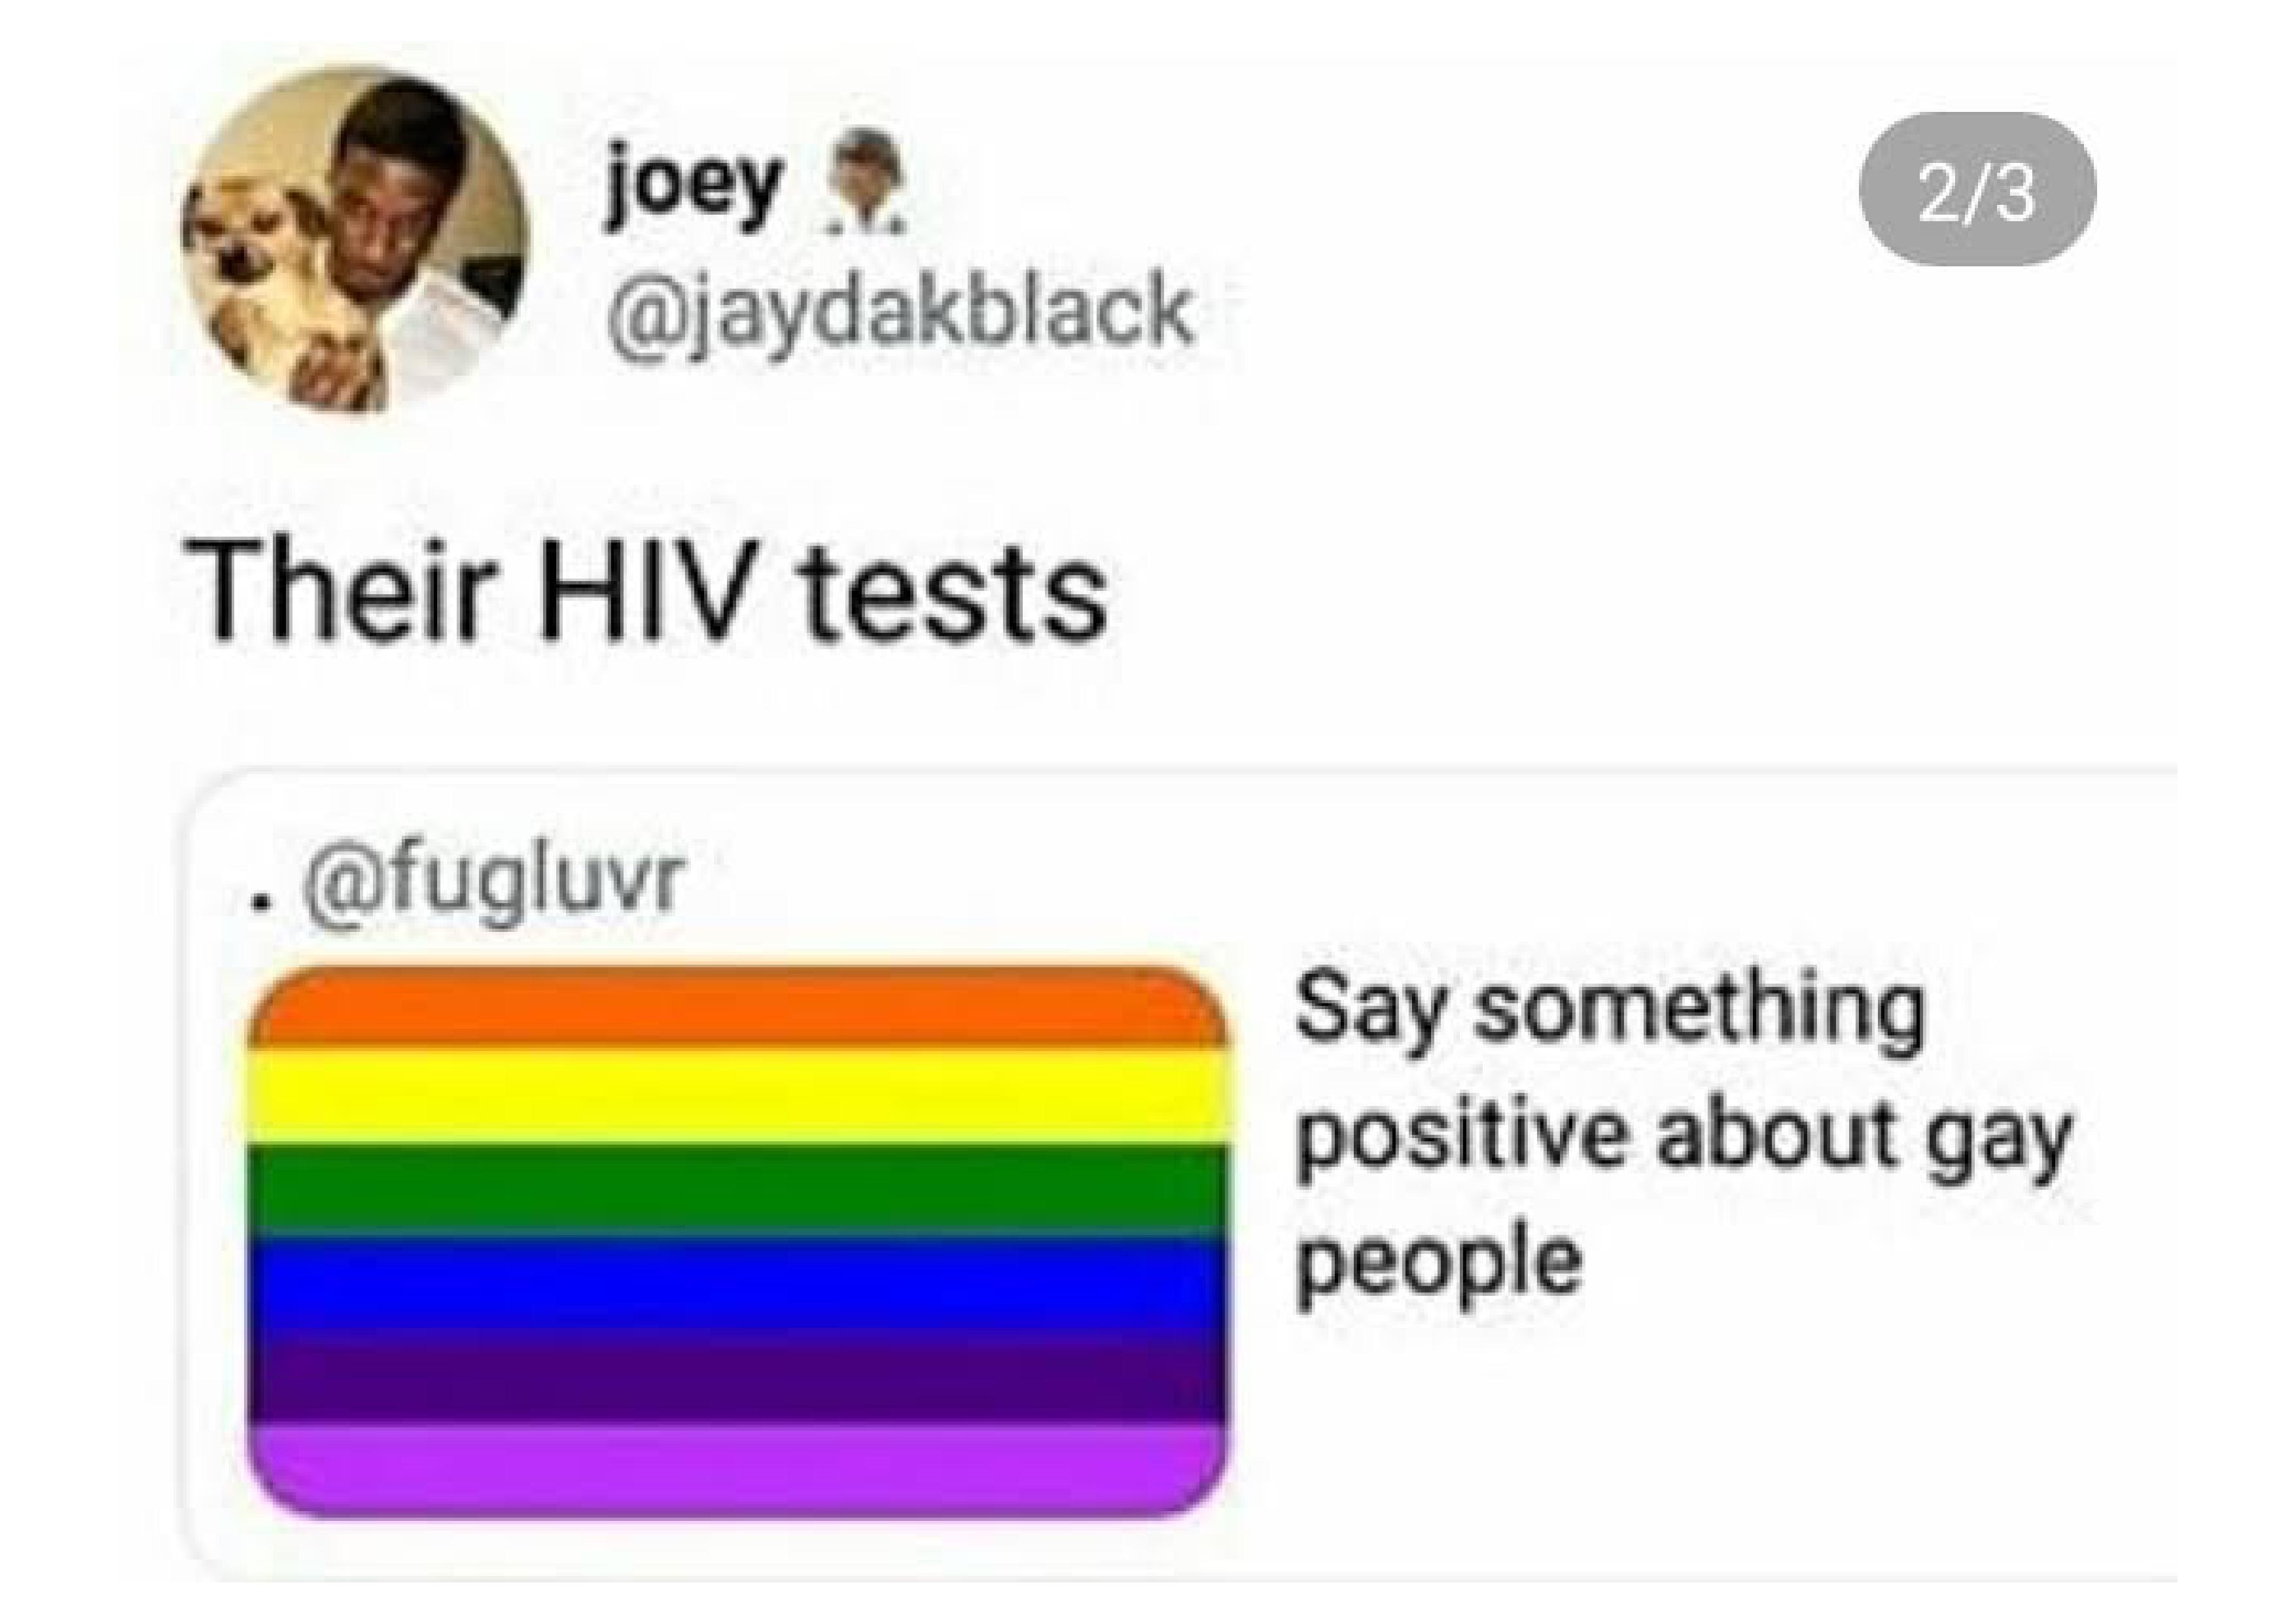 joey
@jaydakblack
2/3
Their HIV tests
. @fugluvr
Say something
positive about gay
people